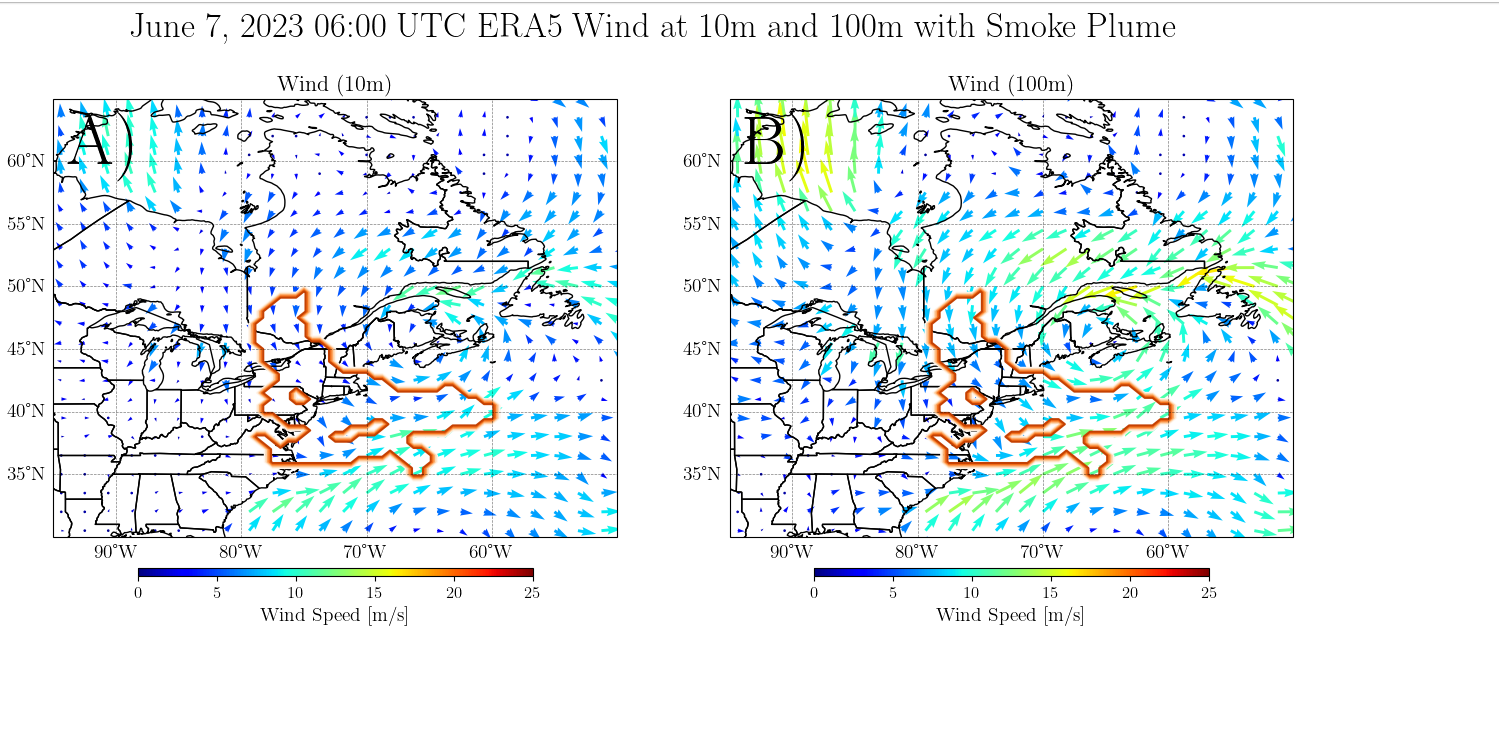 June 7, 2023 06:00 UTC ERA5 Wind at 10m and 100m with Smoke Plume
Wind (10m)
A)
60°N
55°N
50°N
45°N
40°N
35°N
90°W 80°W 70°W 60°W
0 5 10 15 20 25
Wind Speed [m/s]
Wind (100m)
B)
60°N
55°N
50°N
45°N
40°N
35°N
90°W 80°W 70°W 60°W
0 5 10 15 20 25
Wind Speed [m/s]